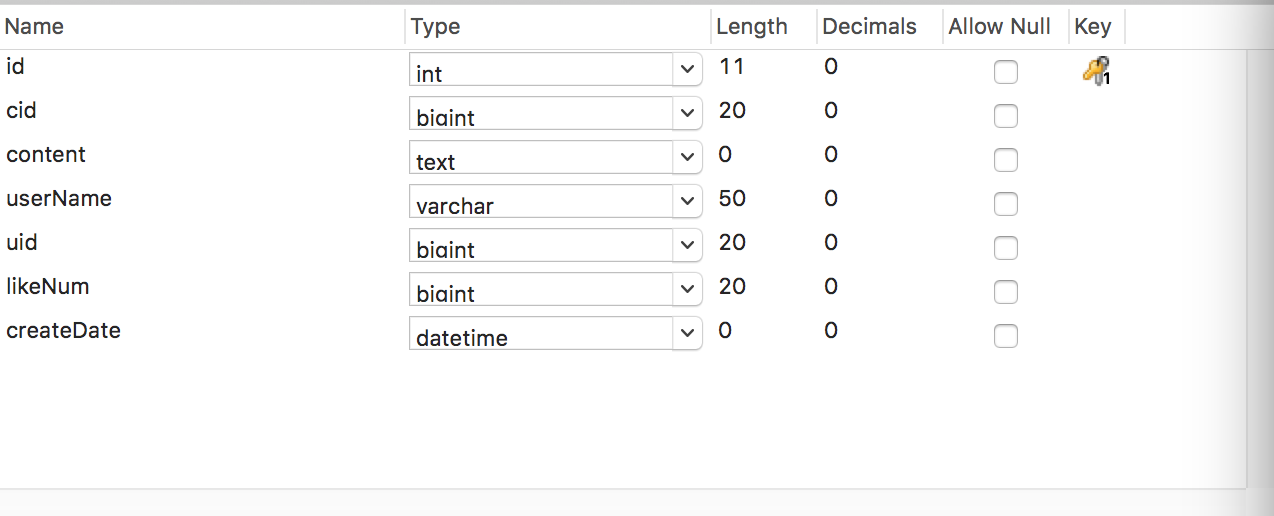 Name Type Length Decimals Allow Null Key
id int 11 0 1
cid bigint 20 0
content text 0 0
userName varchar 50 0
uid bigint 20 0
likeNum bigint 20 0
createDate datetime 0 0